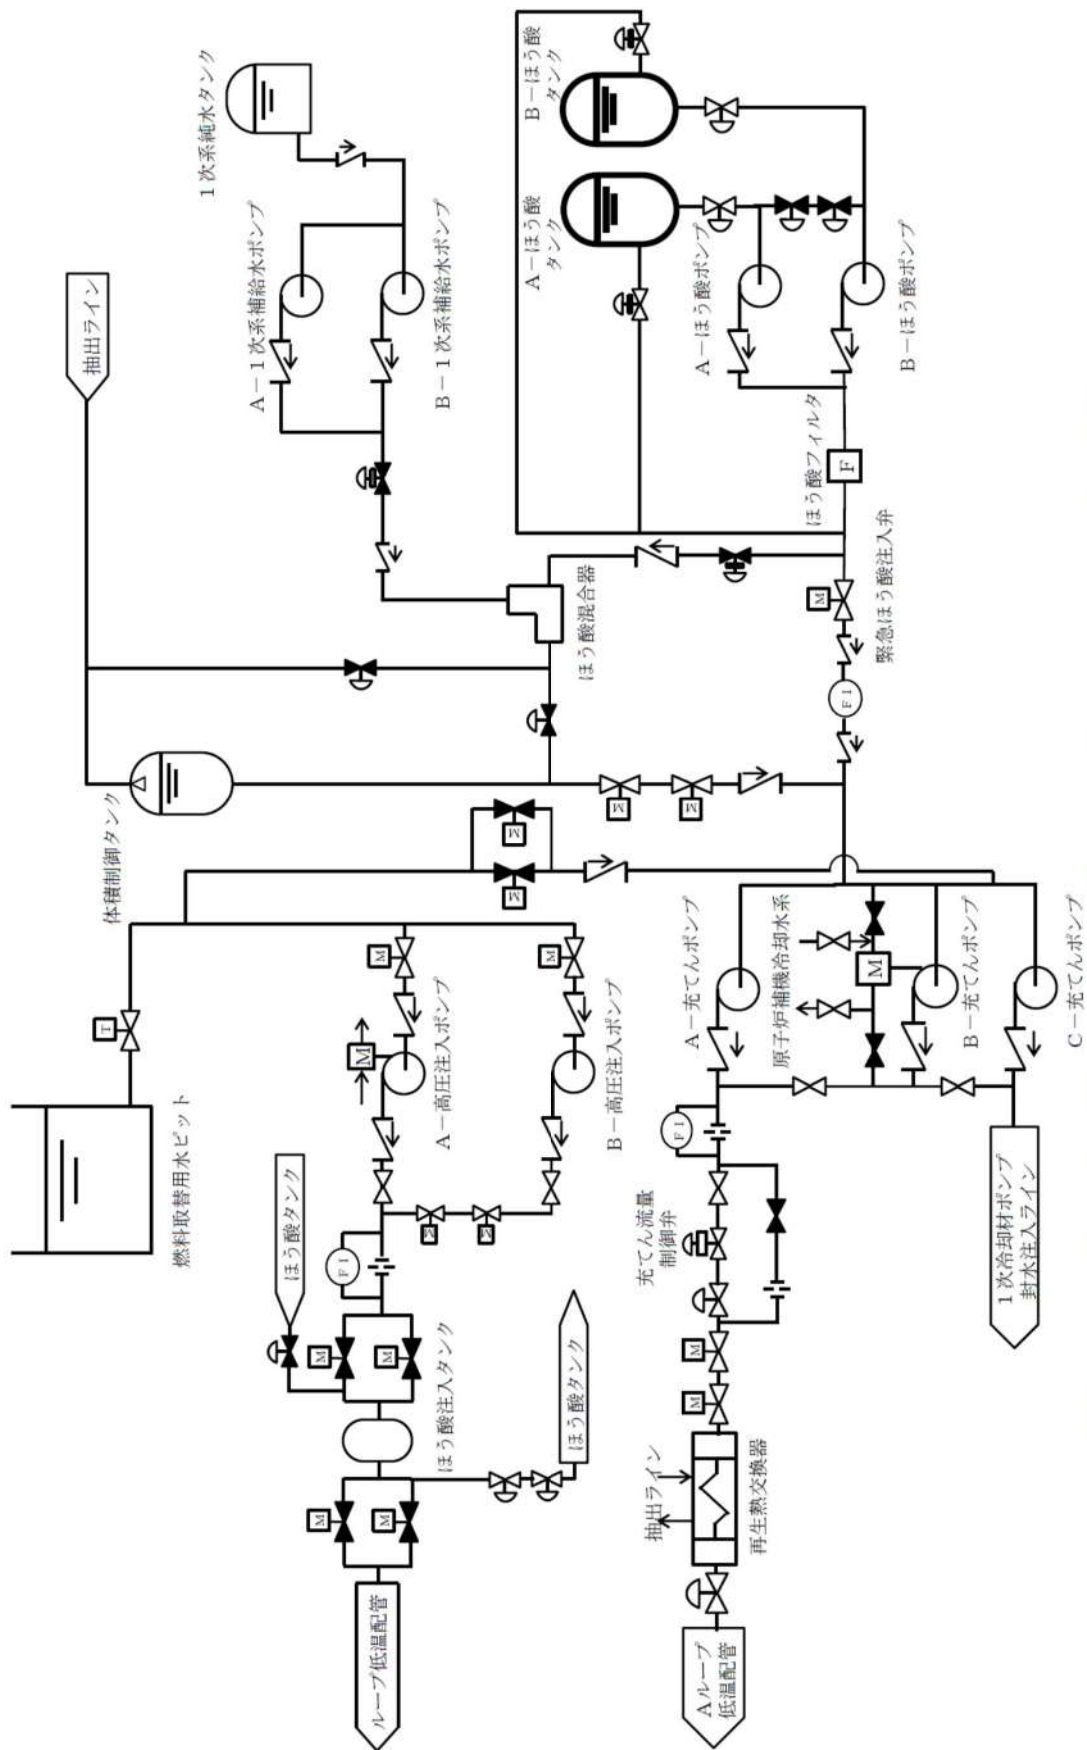 抽出ライン
1次系純水タンク
A－1次系補給水ポンプ
B－1次系補給水ポンプ
B－ほう酸
タンク
A－ほう酸
タンク
A－ほう酸ポンプ
B－ほう酸ポンプ
ほう酸フィルタ
F
緊急ほう酸注入弁
M
FI
ほう酸混合器
体積制御タンク
M
M
M
M
T
燃料取替用水ピット
M
M
M
A－高圧注入ポンプ
B－高圧注入ポンプ
M
M
FI
ほう酸タンク
M
M
ほう酸注入タンク
M
M
ほう酸タンク
ループ低温配管
A－充てんポンプ
原子炉補機冷却水系
M
B－充てんポンプ
C－充てんポンプ
1次冷却材ポンプ
封水注入ライン
FI
充てん流量
制御弁
M
M
抽出ライン
再生熱交換器
Aループ
低温配管